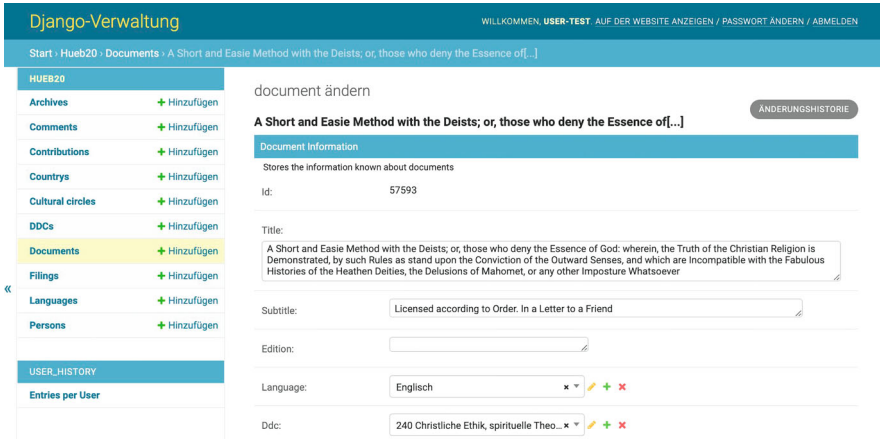 Django-Verwaltung
WILLKOMMEN, USER-TEST. AUF DER WEBSITE ANZEIGEN / PASSWORT ÄNDERN / ABMELDEN
Start › Hueb20 › Documents › A Short and Easie Method with the Deists; or, those who deny the Essence of[...]
HUEB20
Archives + Hinzufügen
Comments + Hinzufügen
Contributions + Hinzufügen
Countrys + Hinzufügen
Cultural circles + Hinzufügen
DDCs + Hinzufügen
Documents + Hinzufügen
Filings + Hinzufügen
Languages + Hinzufügen
Persons + Hinzufügen
USER_HISTORY
Entries per User
«
document ändern
ÄNDERUNGSHISTORIE
A Short and Easie Method with the Deists; or, those who deny the Essence of[...]
Document Information
Stores the information known about documents
Id: 57593
Title:
A Short and Easie Method with the Deists; or, those who deny the Essence of God: wherein, the Truth of the Christian Religion is
Demonstrated, by such Rules as stand upon the Conviction of the Outward Senses, and which are Incompatible with the Fabulous
Histories of the Heathen Deities, the Delusions of Mahomet, or any other Imposture Whatsoever
Subtitle: Licensed according to Order. In a Letter to a Friend
Edition:
Language: Englisch
Ddc: 240 Christliche Ethik, spirituelle Theo...